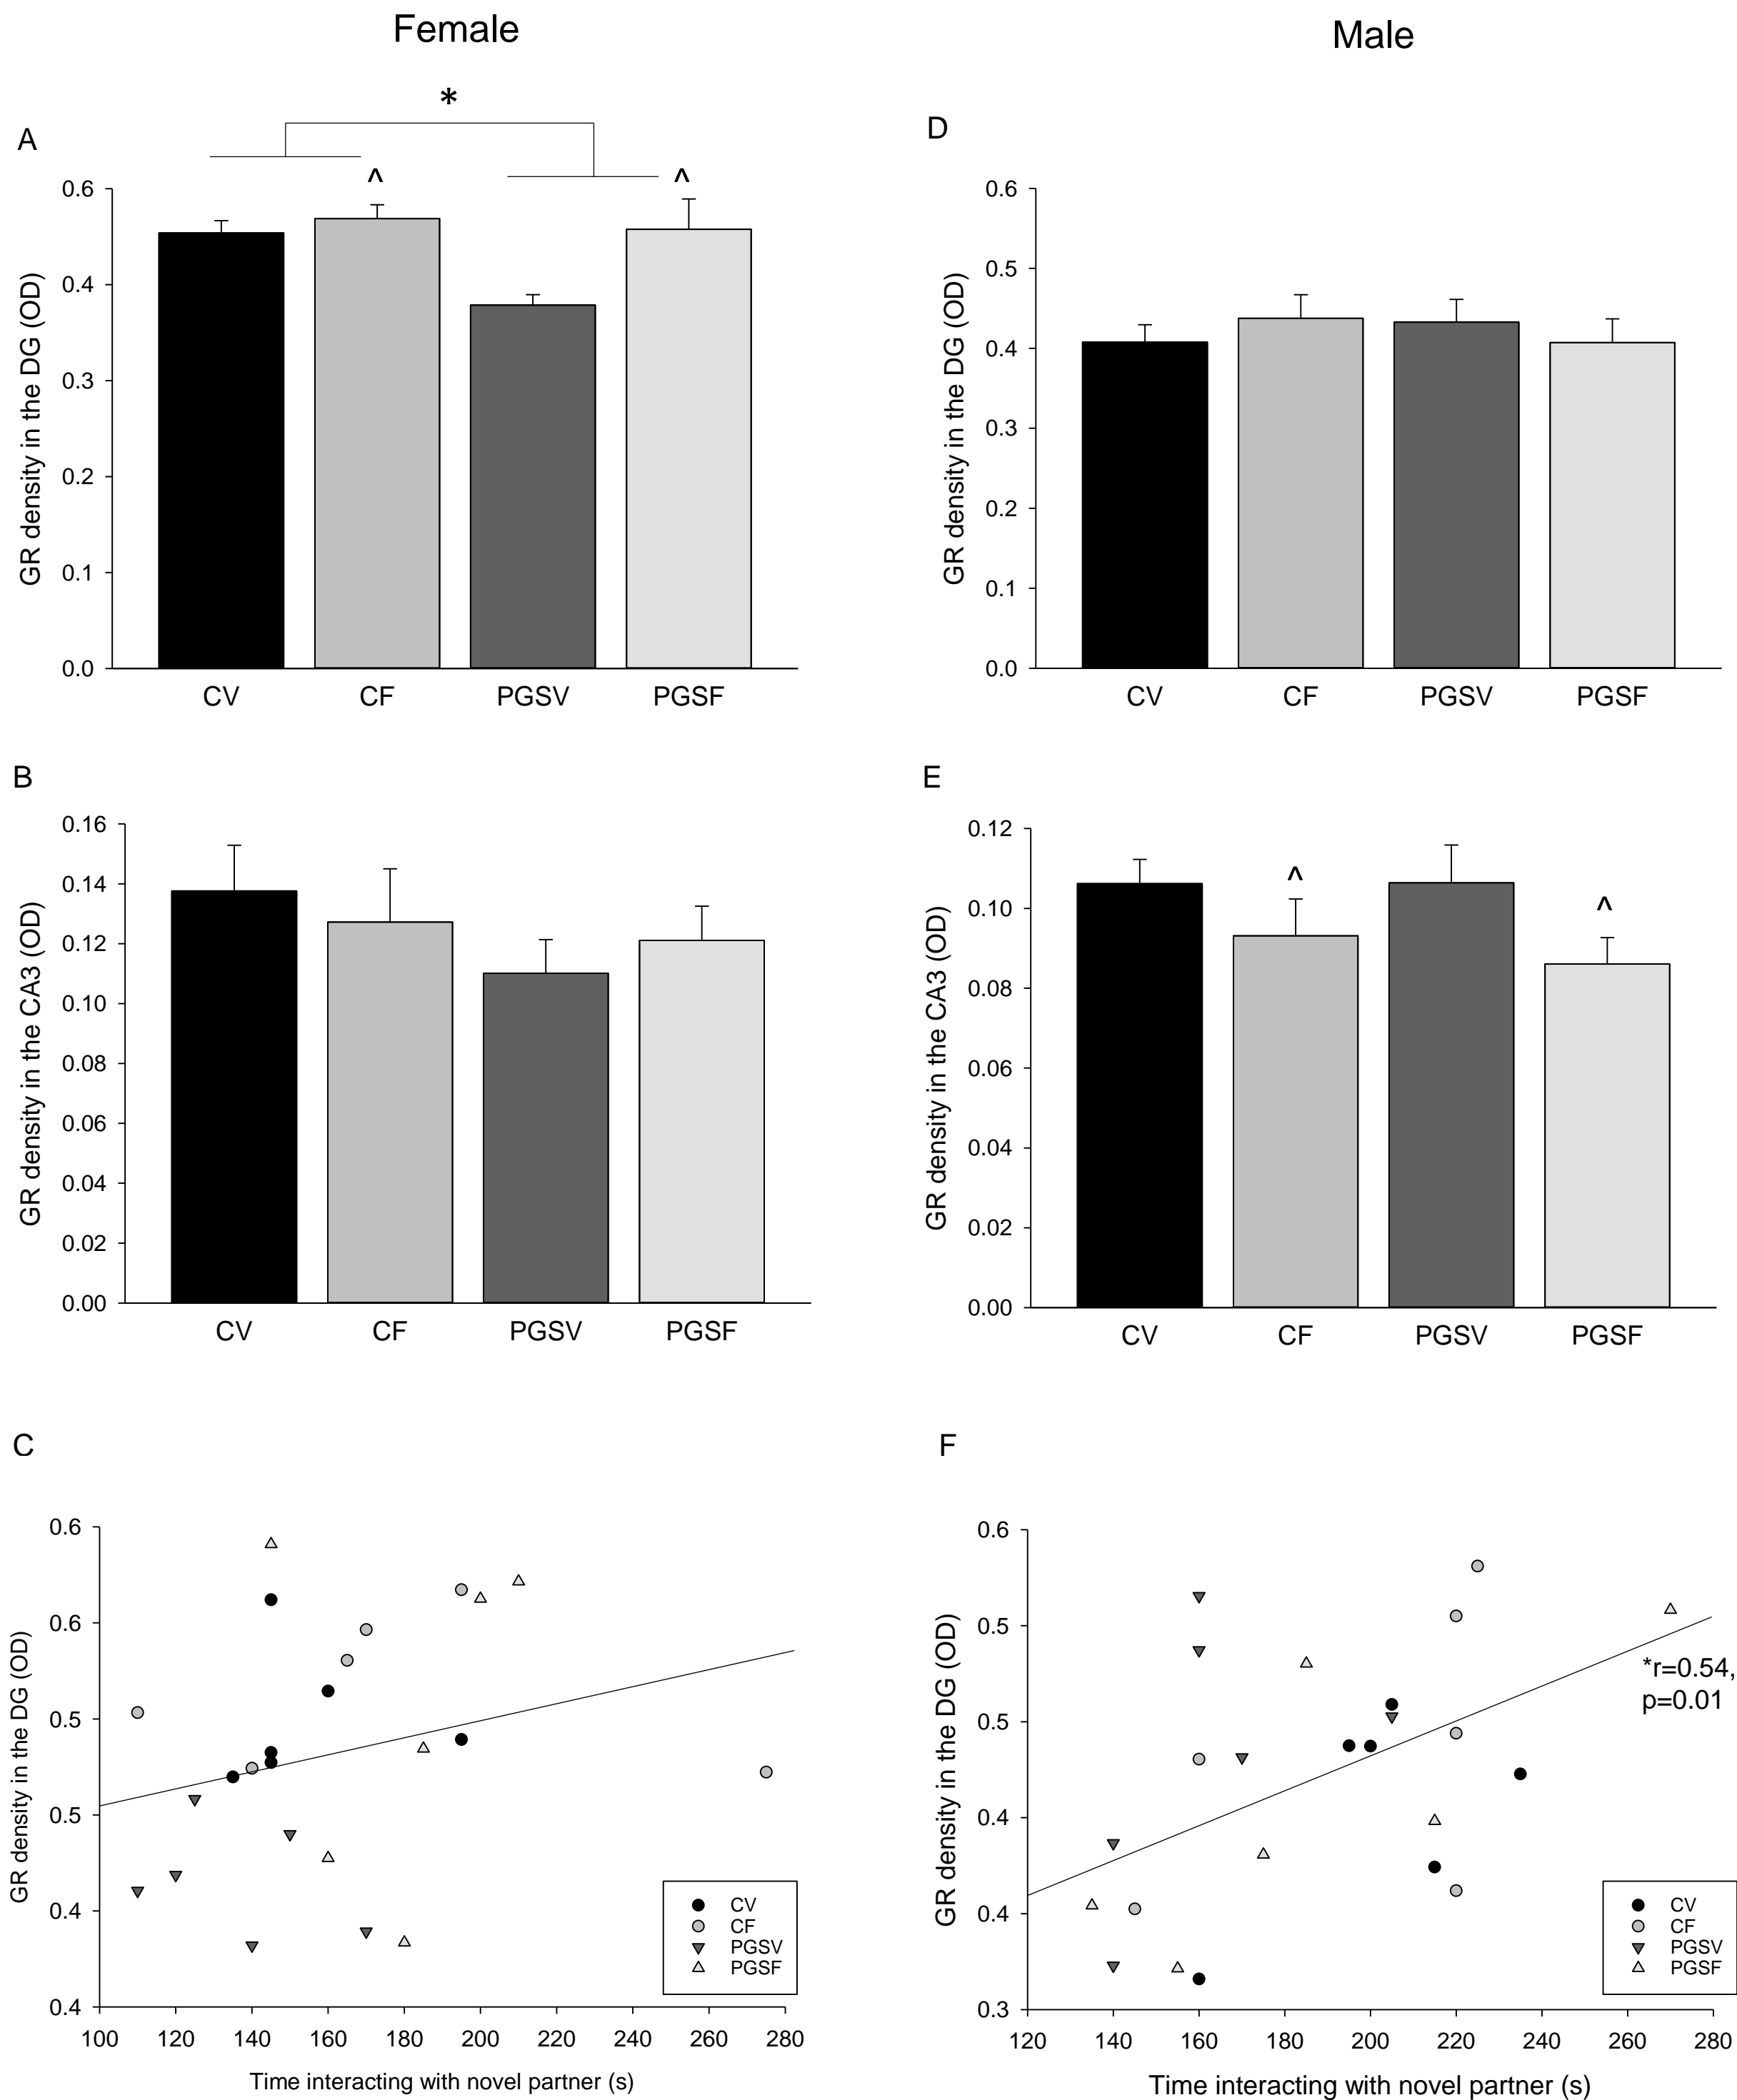 Female
Male
*
A
^
^
0.6
0.4
0.3
0.2
0.1
0.0
GR density in the DG (OD)
CV
CF
PGSV
PGSF
D
0.6
0.5
0.4
0.3
0.2
0.1
0.0
GR density in the DG (OD)
CV
CF
PGSV
PGSF
B
0.16
0.14
0.12
0.10
0.08
0.06
0.04
0.02
0.00
GR density in the CA3 (OD)
CV
CF
PGSV
PGSF
E
^
^
0.12
0.10
0.08
0.06
0.04
0.02
0.00
GR density in the CA3 (OD)
CV
CF
PGSV
PGSF
C
0.6
0.6
0.5
0.5
0.4
0.4
GR density in the DG (OD)
CV
CF
PGSV
PGSF
100 120 140 160 180 200 220 240 260 280
Time interacting with novel partner (s)
F
0.6
0.5
0.5
0.4
0.4
0.3
GR density in the DG (OD)
*r=0.54,
p=0.01
CV
CF
PGSV
PGSF
120 140 160 180 200 220 240 260 280
Time interacting with novel partner (s)